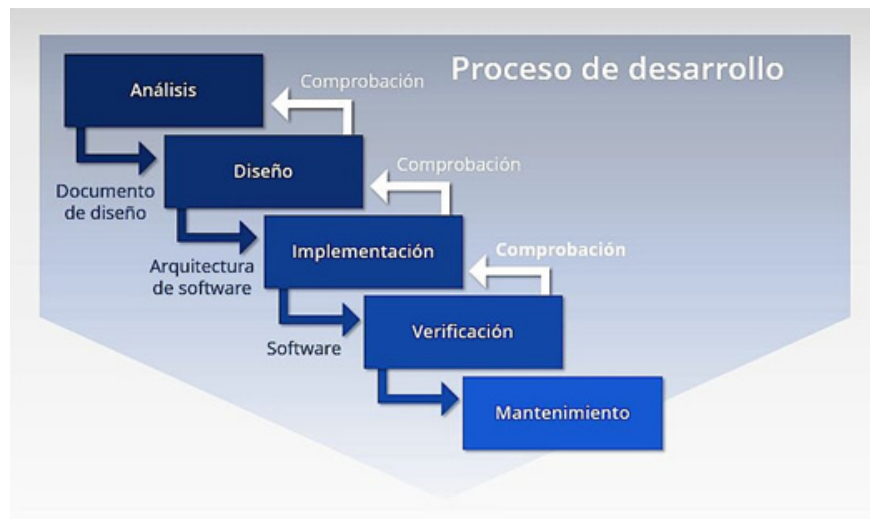 Proceso de desarrollo
Análisis
Comprobación
Diseño
Documento
de diseño
Comprobación
Implementación
Arquitectura
de software
Comprobación
Verificación
Software
Mantenimiento